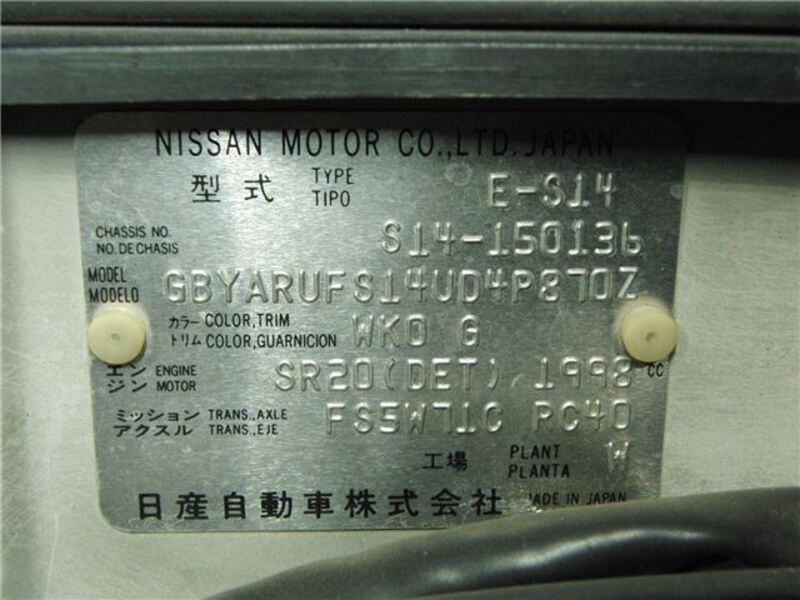 NISSAN MOTOR CO.,LTD.JAPAN
型式 TYPE TIPO E-S14
CHASSIS NO. NO.DE CHASIS S14-150136
MODEL MODELO GBYARUFS14UD4P870Z
カラー COLOR,TRIM トリム COLOR,GUARNICION WK0 G
エンジン ENGINE MOTOR SR20(DET) 1998 CC
ミッション TRANS.,AXLE アクスル TRANS.,EJE FS5W71C RC40
工場 PLANT PLANTA W
日産自動車株式会社 MADE IN JAPAN